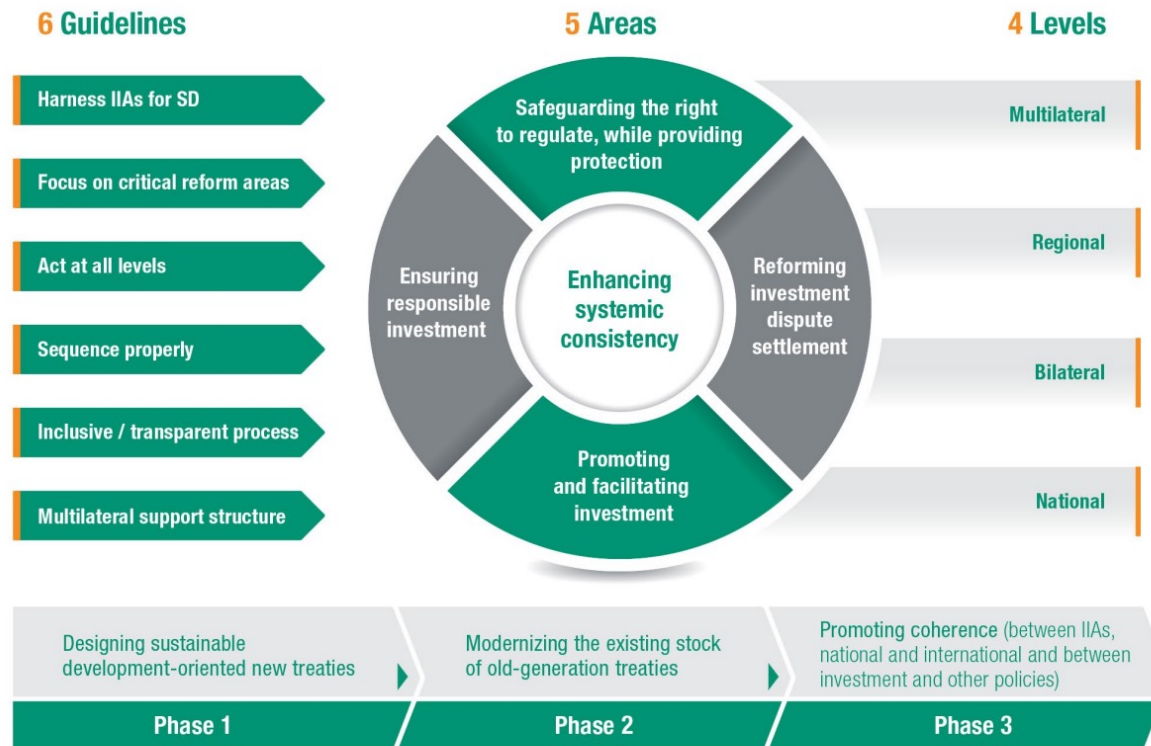 6 Guidelines
Harness IIAs for SD
Focus on critical reform areas
Act at all levels
Sequence properly
Inclusive / transparent process
Multilateral support structure
5 Areas
Safeguarding the right
to regulate, while providing
protection
Ensuring
responsible
investment
Enhancing
systemic
consistency
Reforming
investment
dispute
settlement
Promoting
and facilitating
investment
4 Levels
Multilateral
Regional
Bilateral
National
Designing sustainable
development-oriented new treaties
Phase 1
Modernizing the existing stock
of old-generation treaties
Phase 2
Promoting coherence (between IIAs,
national and international and between
investment and other policies)
Phase 3